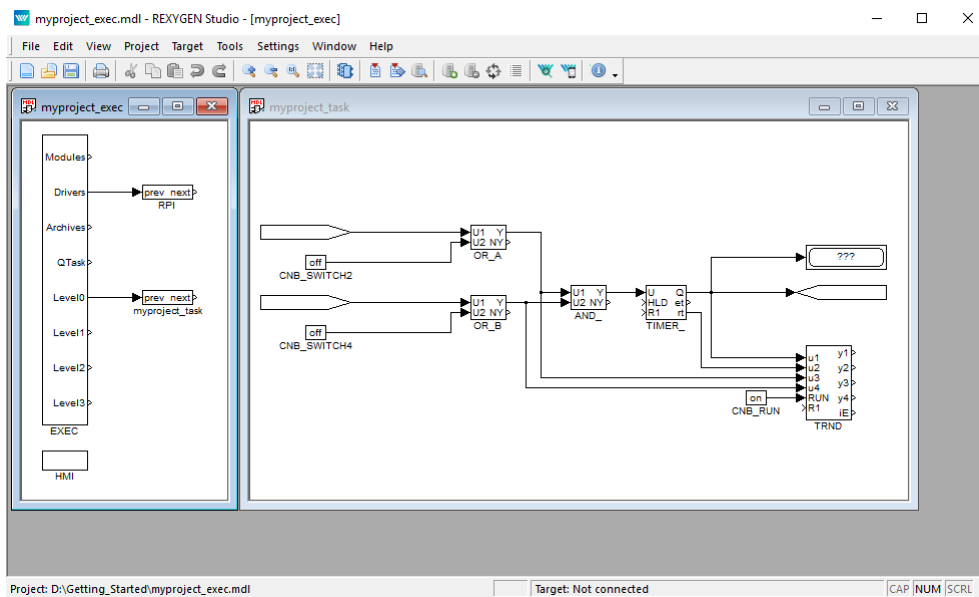 myproject_exec.mdl - REXYGEN Studio - [myproject_exec]
File Edit View Project Target Tools Settings Window Help
myproject_exec
Modules
Drivers
prev next
RPI
Archives
QTask
Level0
prev next
myproject_task
Level1
Level2
Level3
EXEC
HMI
myproject_task
U1 Y
U2 NY
OR_A
off
CNB_SWITCH2
U1 Y
U2 NY
OR_B
off
CNB_SWITCH4
U1 Y
U2 NY
AND_
U Q
HLD et
R1 rt
TIMER_
???
u1 y1
u2 y2
u3 y3
u4 y4
RUN
R1 iE
TRND
on
CNB_RUN
Project: D:\Getting_Started\myproject_exec.mdl
Target: Not connected
CAP NUM SCRL